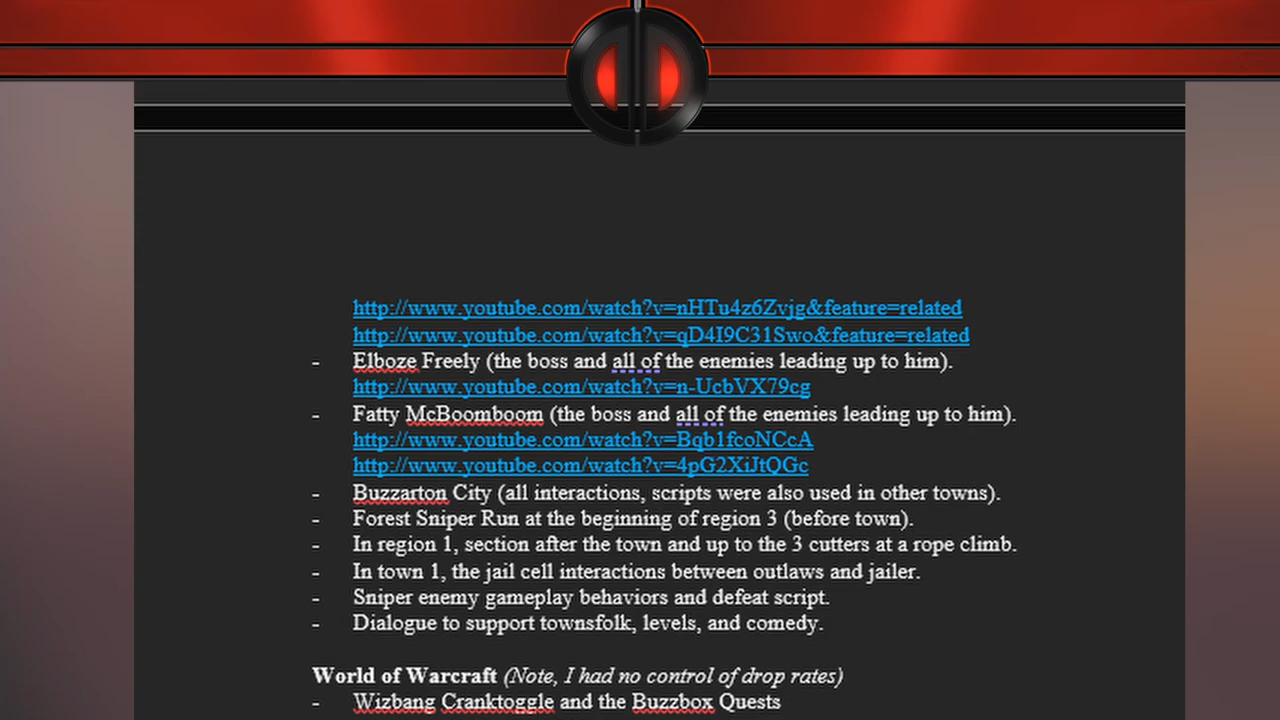 http://www.youtube.com/watch?v=nHTu4z6Zvjg&feature=related
http://www.youtube.com/watch?v=qD4I9C31Swo&feature=related
- Elboze Freely (the boss and all of the enemies leading up to him).
http://www.youtube.com/watch?v=n-UcbVX79cg
- Fatty McBoomboom (the boss and all of the enemies leading up to him).
http://www.youtube.com/watch?v=Bqb1fcoNCcA
http://www.youtube.com/watch?v=4pG2XiJtQGc
- Buzzarton City (all interactions, scripts were also used in other towns).
- Forest Sniper Run at the beginning of region 3 (before town).
- In region 1, section after the town and up to the 3 cutters at a rope climb.
- In town 1, the jail cell interactions between outlaws and jailer.
- Sniper enemy gameplay behaviors and defeat script.
- Dialogue to support townsfolk, levels, and comedy.
World of Warcraft (Note, I had no control of drop rates)
- Wizbang Cranktoggle and the Buzzbox Quests